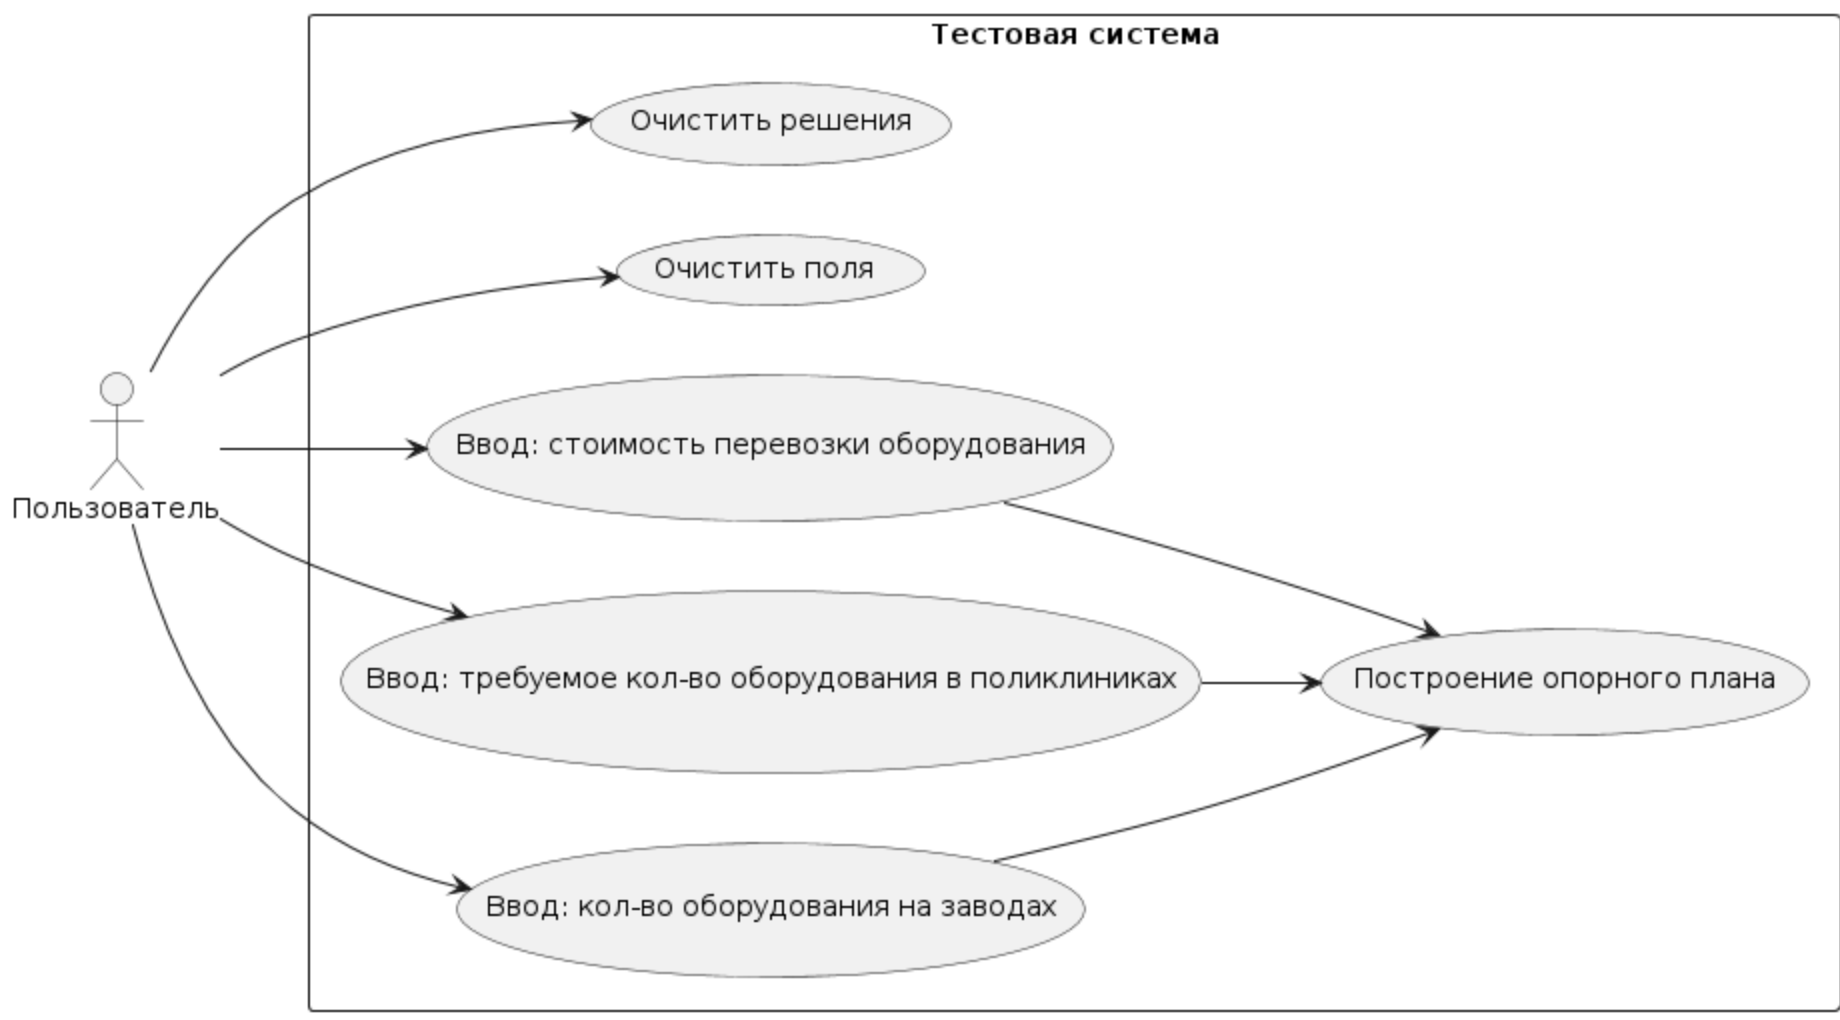 Тестовая система
Очистить решения
Очистить поля
Ввод: стоимость перевозки оборудования
Пользователь
Ввод: требуемое кол-во оборудования в поликлиниках
Построение опорного плана
Ввод: кол-во оборудования на заводах